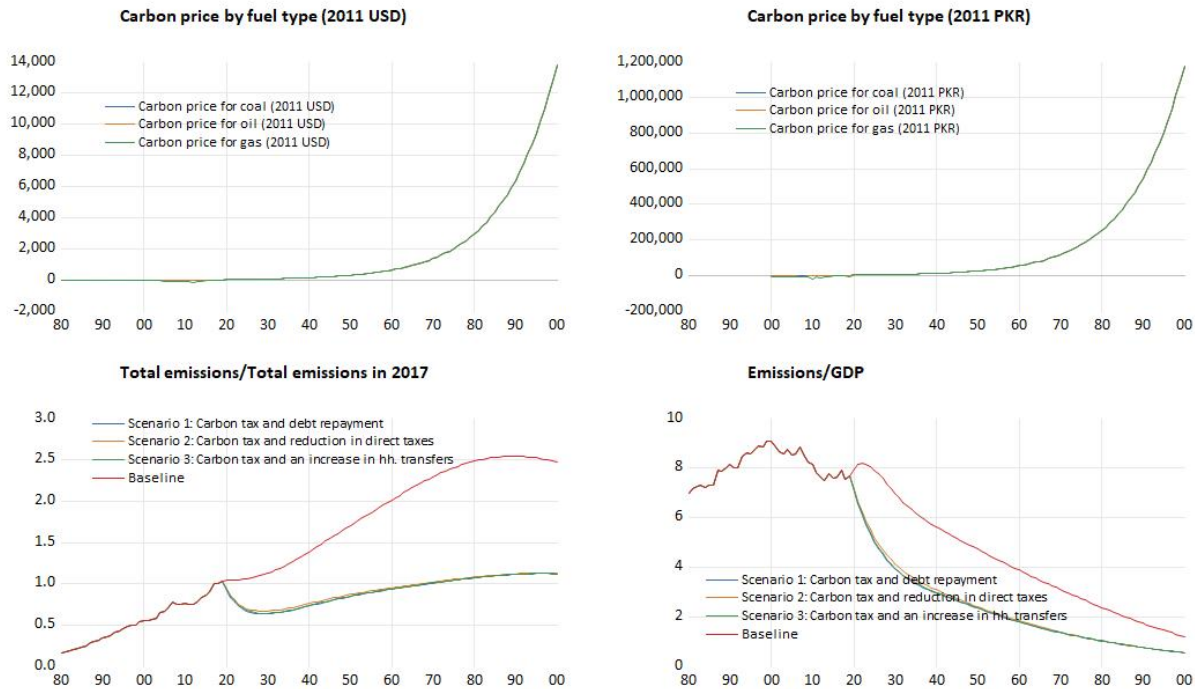 Carbon price by fuel type (2011 USD)
14,000
12,000
10,000
8,000
6,000
4,000
2,000
0
-2,000
Carbon price for coal (2011 USD)
Carbon price for oil (2011 USD)
Carbon price for gas (2011 USD)
80 90 00 10 20 30 40 50 60 70 80 90 00
Carbon price by fuel type (2011 PKR)
1,200,000
1,000,000
800,000
600,000
400,000
200,000
0
-200,000
Carbon price for coal (2011 PKR)
Carbon price for oil (2011 PKR)
Carbon price for gas (2011 PKR)
80 90 00 10 20 30 40 50 60 70 80 90 00
Total emissions/Total emissions in 2017
3.0
2.5
2.0
1.5
1.0
0.5
0.0
Scenario 1: Carbon tax and debt repayment
Scenario 2: Carbon tax and reduction in direct taxes
Scenario 3: Carbon tax and an increase in hh. transfers
Baseline
80 90 00 10 20 30 40 50 60 70 80 90 00
Emissions/GDP
10
8
6
4
2
0
Scenario 1: Carbon tax and debt repayment
Scenario 2: Carbon tax and reduction in direct taxes
Scenario 3: Carbon tax and an increase in hh. transfers
Baseline
80 90 00 10 20 30 40 50 60 70 80 90 00